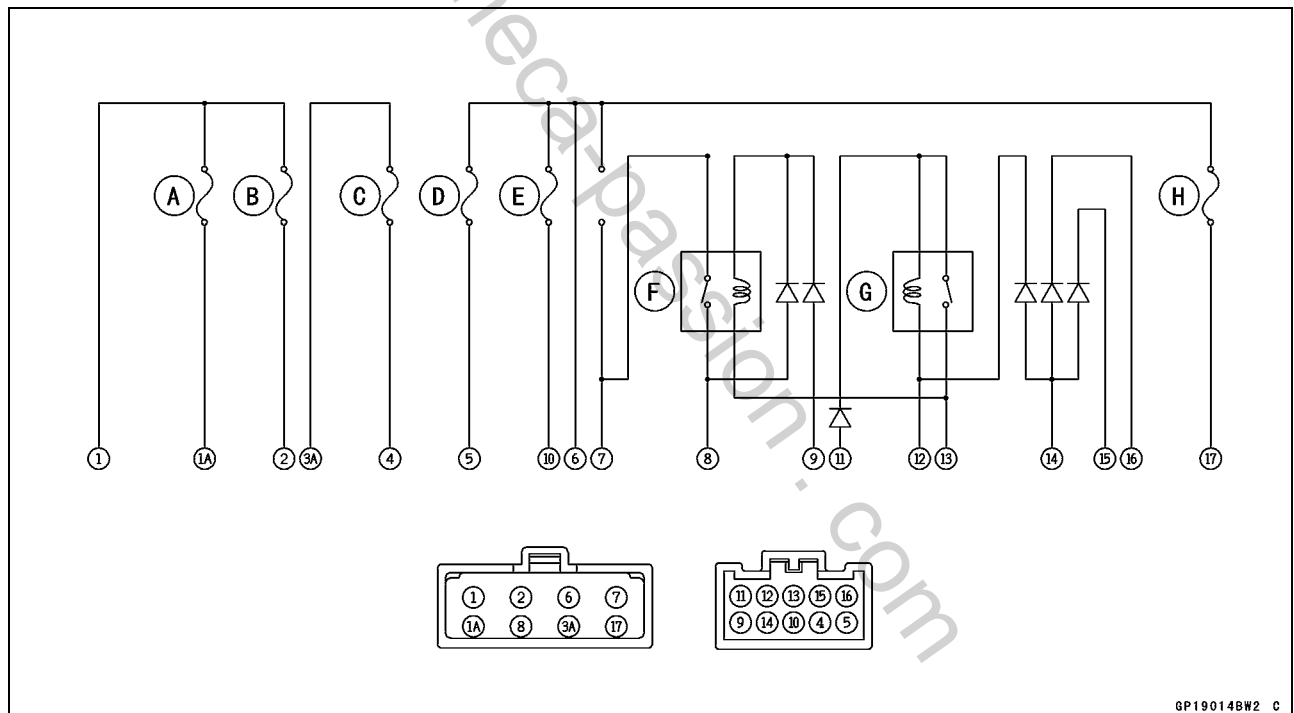 meca-passion.com
A B C D E F G H
1 1A 2 3A 4 5 10 6 7 8 9 11 12 13 14 15 16 17
1 2 6 7
1A 8 3A 17
11 12 13 15 16
9 14 10 4 5
GP19014BW2 C